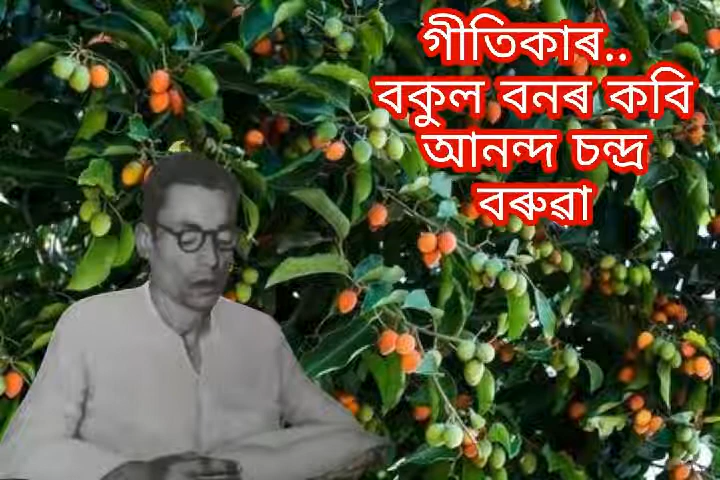 গীতিকাৰ..
বকুল বনৰ কবি
আনন্দ চন্দ্ৰ
বৰুৱা